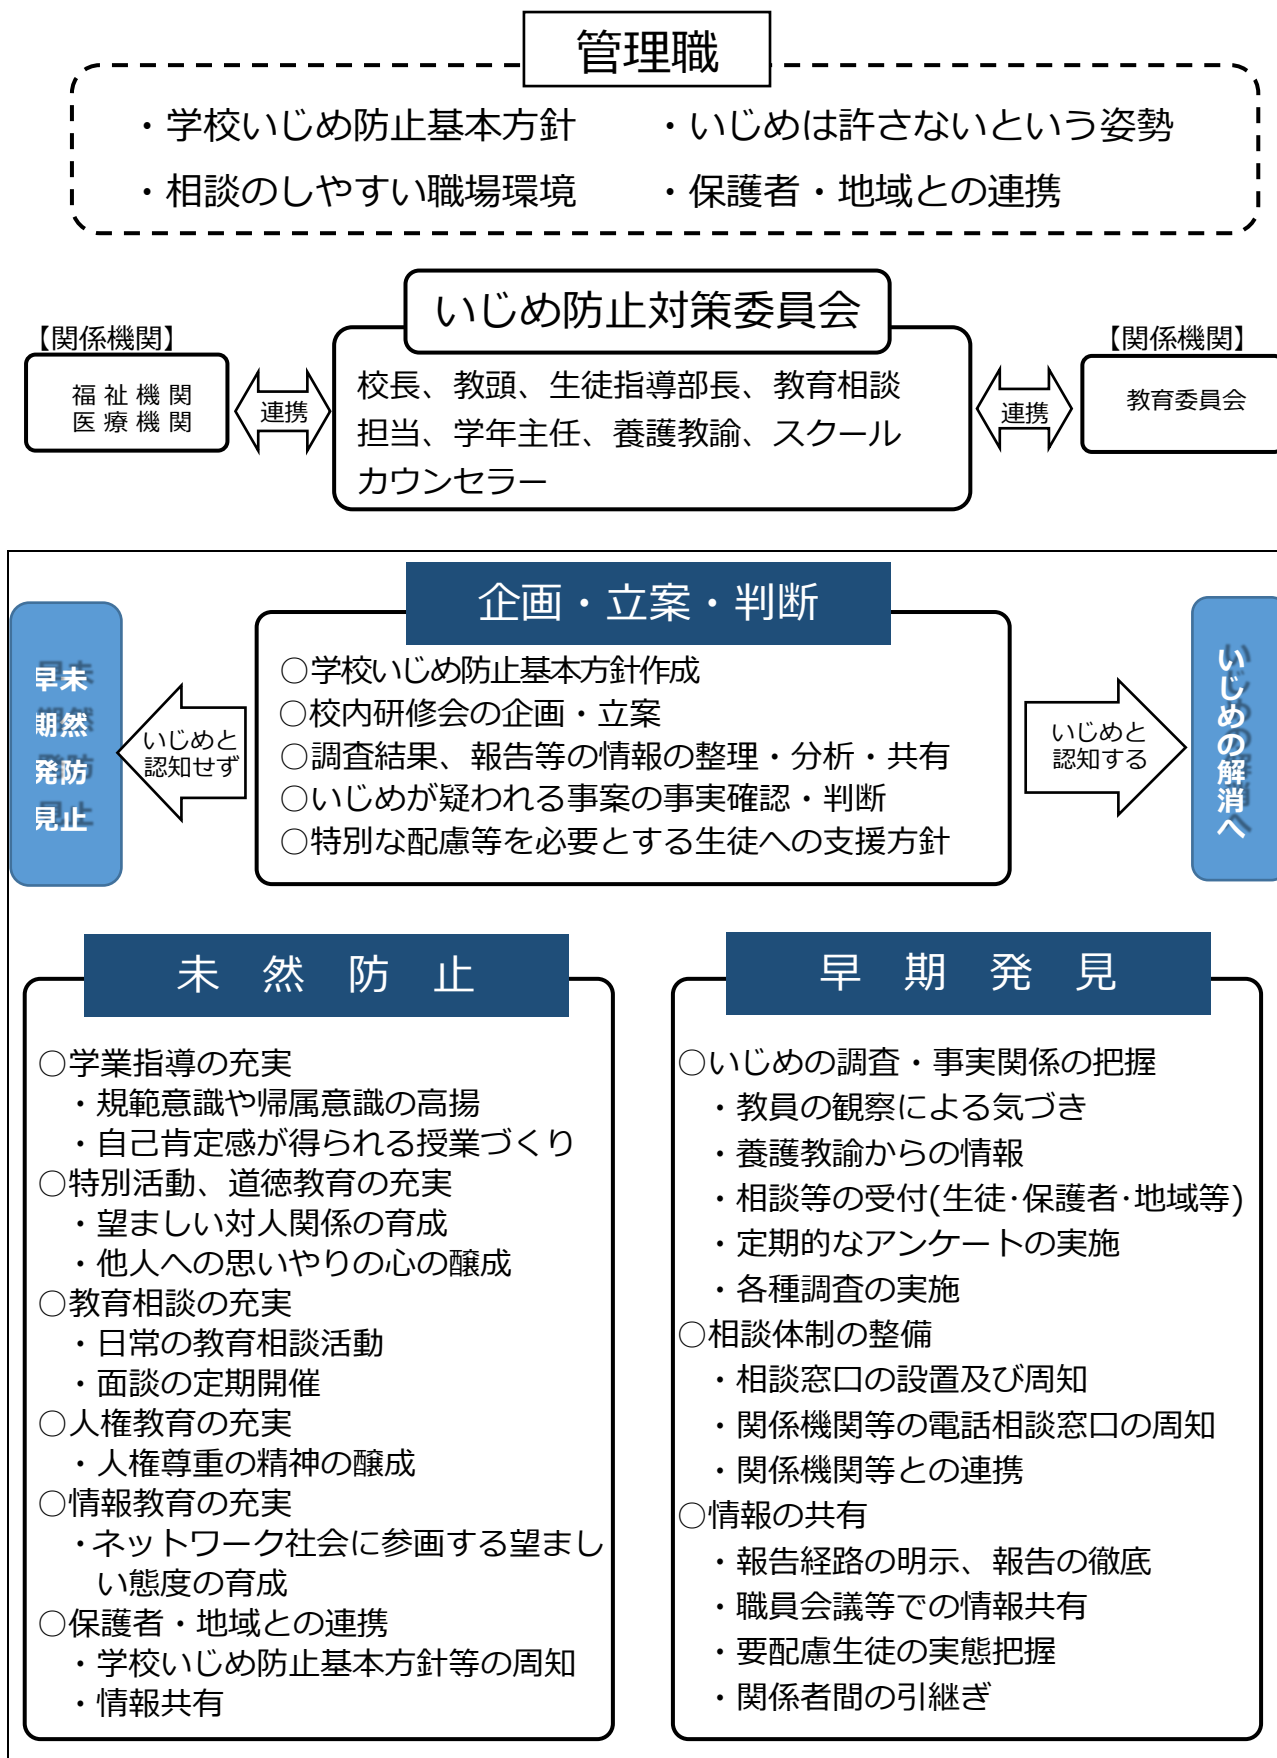 管理職
・学校いじめ防止基本方針　・いじめは許さないという姿勢
・相談のしやすい職場環境　・保護者・地域との連携
いじめ防止対策委員会
校長、教頭、生徒指導部長、教育相談
担当、学年主任、養護教諭、スクール
カウンセラー
【関係機関】
福祉機関
医療機関
連携
連携
【関係機関】
教育委員会
企画・立案・判断
○学校いじめ防止基本方針作成
○校内研修会の企画・立案
○調査結果、報告等の情報の整理・分析・共有
○いじめが疑われる事案の事実確認・判断
○特別な配慮等を必要とする生徒への支援方針
いじめと
認知せず
未然防止
早期発見
いじめと
認知する
いじめの解消へ
未然防止
○学業指導の充実
・規範意識や帰属意識の高揚
・自己肯定感が得られる授業づくり
○特別活動、道徳教育の充実
・望ましい対人関係の育成
・他人への思いやりの心の醸成
○教育相談の充実
・日常の教育相談活動
・面談の定期開催
○人権教育の充実
・人権尊重の精神の醸成
○情報教育の充実
・ネットワーク社会に参画する望まし
い態度の育成
○保護者・地域との連携
・学校いじめ防止基本方針等の周知
・情報共有
早期発見
○いじめの調査・事実関係の把握
・教員の観察による気づき
・養護教諭からの情報
・相談等の受付(生徒･保護者･地域等)
・定期的なアンケートの実施
・各種調査の実施
○相談体制の整備
・相談窓口の設置及び周知
・関係機関等の電話相談窓口の周知
・関係機関等との連携
○情報の共有
・報告経路の明示、報告の徹底
・職員会議等での情報共有
・要配慮生徒の実態把握
・関係者間の引継ぎ